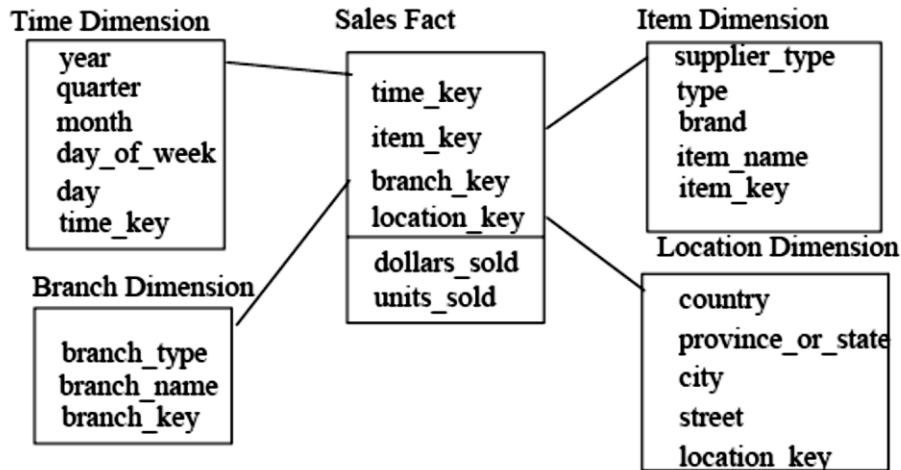 Time Dimension
year
quarter
month
day_of_week
day
time_key
Branch Dimension
branch_type
branch_name
branch_key
Sales Fact
time_key
item_key
branch_key
location_key
dollars_sold
units_sold
Item Dimension
supplier_type
type
brand
item_name
item_key
Location Dimension
country
province_or_state
city
street
location_key